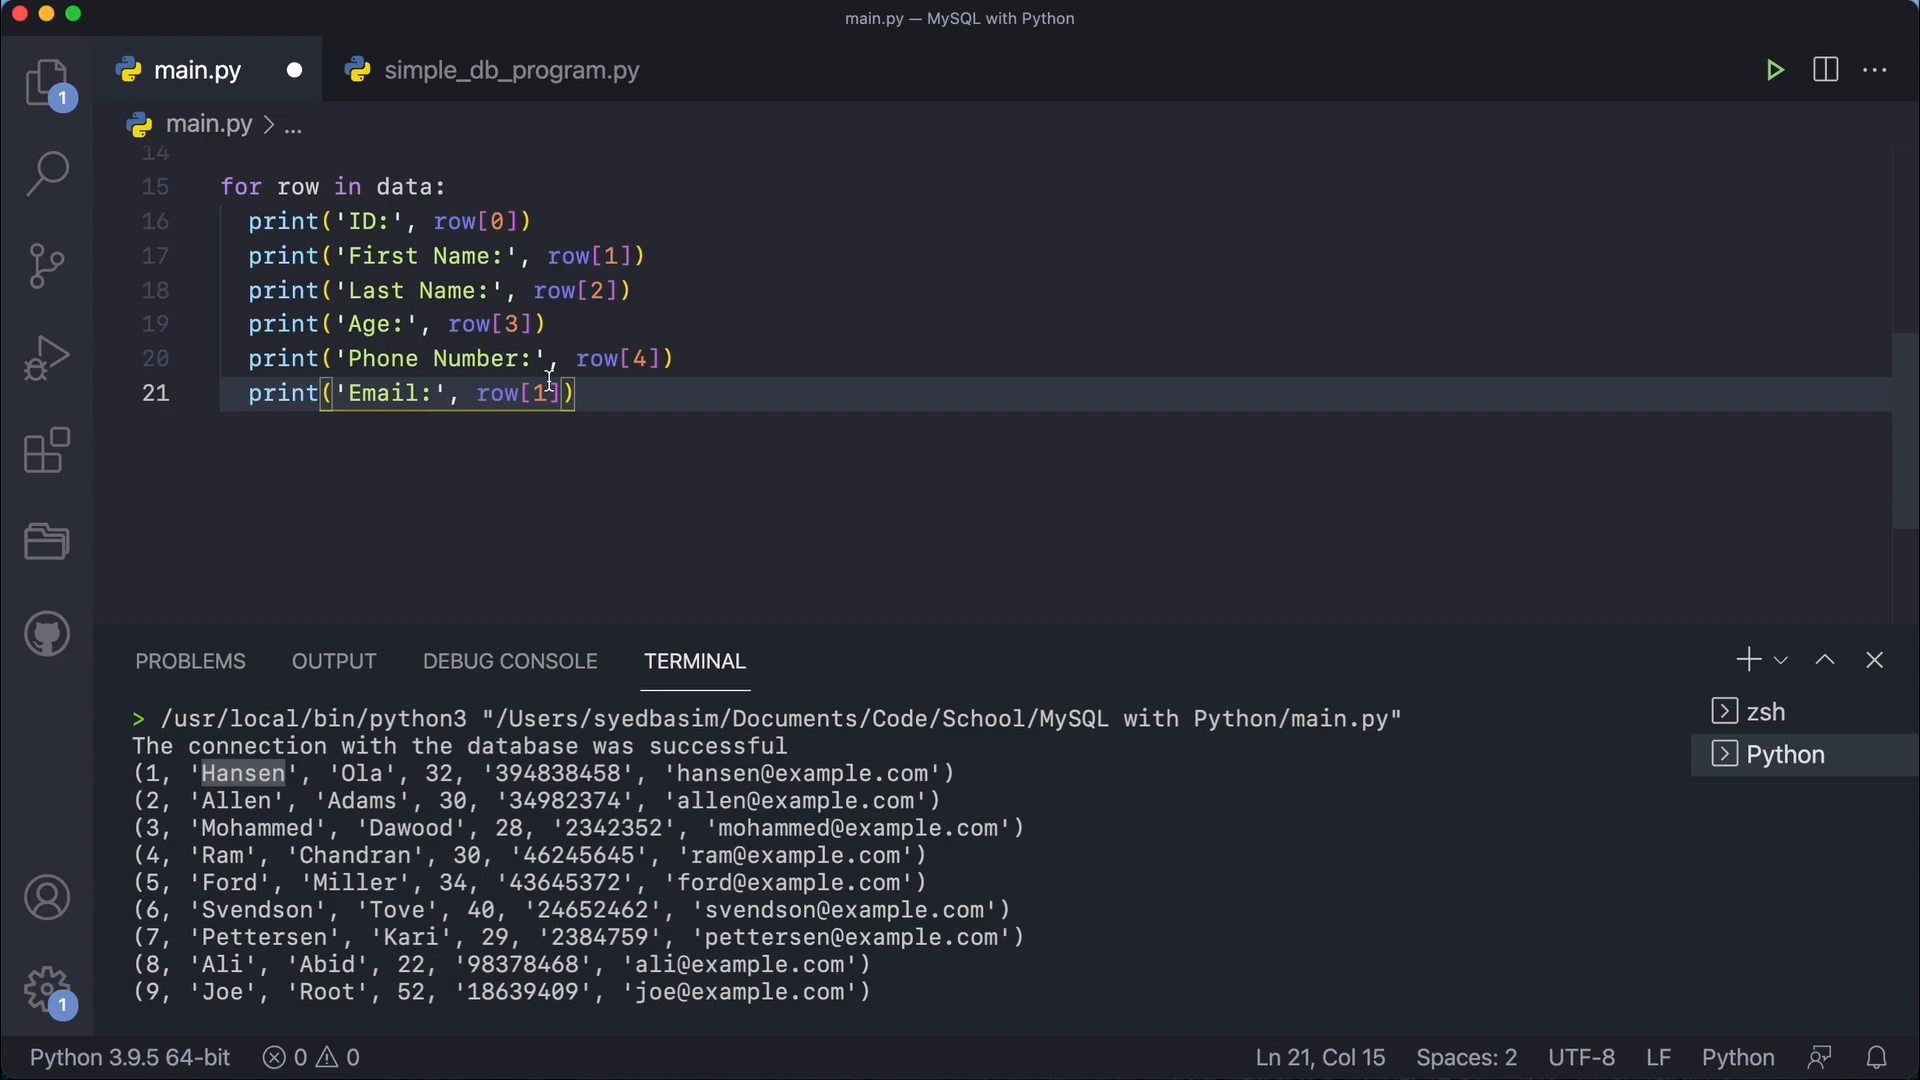 main.py — MySQL with Python
main.py simple_db_program.py
1
main.py > ...
14
15 for row in data:
16 print('ID:', row[0])
17 print('First Name:', row[1])
18 print('Last Name:', row[2])
19 print('Age:', row[3])
20 print('Phone Number:', row[4])
21 print('Email:', row[1])
PROBLEMS OUTPUT DEBUG CONSOLE TERMINAL
> /usr/local/bin/python3 "/Users/syedbasim/Documents/Code/School/MySQL with Python/main.py"
The connection with the database was successful
(1, 'Hansen', 'Ola', 32, '394838458', 'hansen@example.com')
(2, 'Allen', 'Adams', 30, '34982374', 'allen@example.com')
(3, 'Mohammed', 'Dawood', 28, '2342352', 'mohammed@example.com')
(4, 'Ram', 'Chandran', 30, '46245645', 'ram@example.com')
(5, 'Ford', 'Miller', 34, '43645372', 'ford@example.com')
(6, 'Svendson', 'Tove', 40, '24652462', 'svendson@example.com')
(7, 'Pettersen', 'Kari', 29, '2384759', 'pettersen@example.com')
(8, 'Ali', 'Abid', 22, '98378468', 'ali@example.com')
(9, 'Joe', 'Root', 52, '18639409', 'joe@example.com')
zsh
Python
1
Python 3.9.5 64-bit 0 0 Ln 21, Col 15 Spaces: 2 UTF-8 LF Python